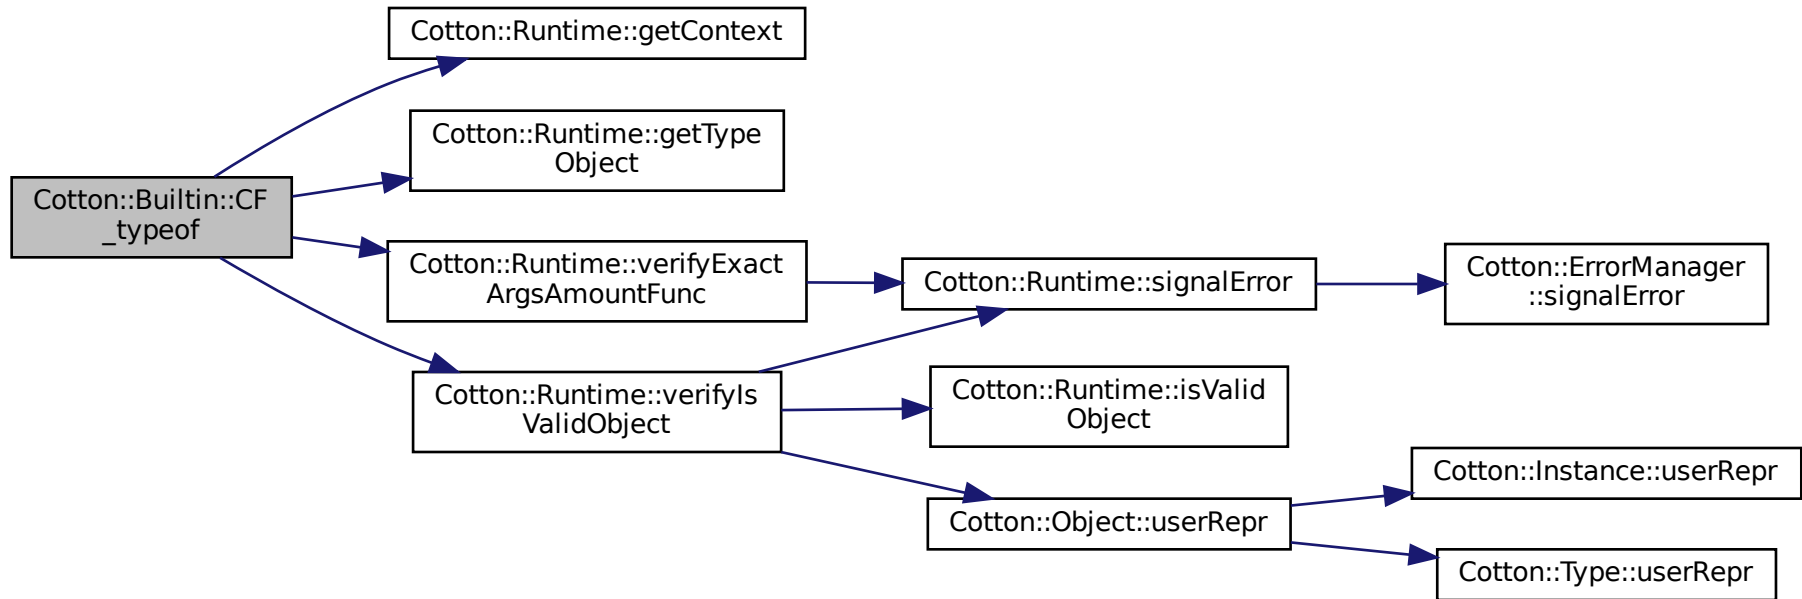 Cotton::Runtime::getContext
Cotton::Runtime::getType
Object
Cotton::Builtin::CF
_typeof
Cotton::Runtime::verifyExact
ArgsAmountFunc
Cotton::Runtime::signalError
Cotton::ErrorManager
::signalError
Cotton::Runtime::verifyIs
ValidObject
Cotton::Runtime::isValid
Object
Cotton::Instance::userRepr
Cotton::Object::userRepr
Cotton::Type::userRepr